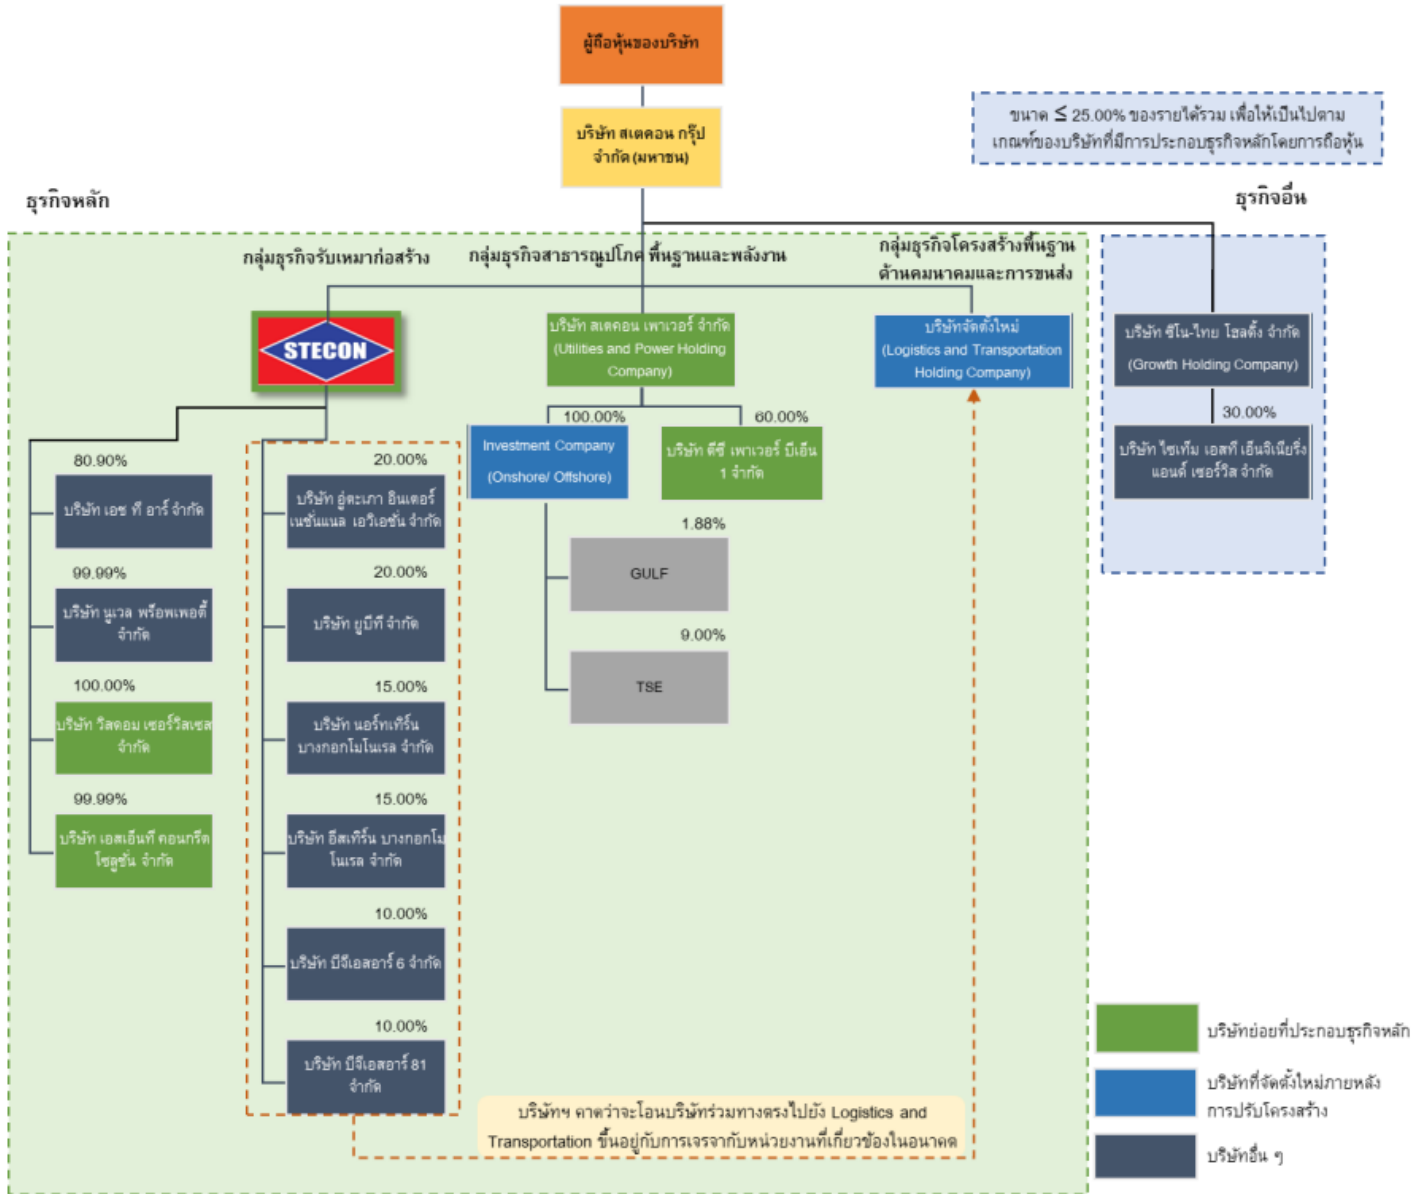 ผู้ถือหุ้นของบริษัท
บริษัท สเตคอน กรุ๊ป
จำกัด (มหาชน)
ขนาด ≤ 25.00% ของรายได้รวม เพื่อให้เป็นไปตาม
เกณฑ์ของบริษัทที่มีการประกอบธุรกิจหลักโดยการถือหุ้น
ธุรกิจหลัก
ธุรกิจอื่น
กลุ่มธุรกิจรับเหมาก่อสร้าง
กลุ่มธุรกิจสาธารณูปโภค พื้นฐานและพลังงาน
กลุ่มธุรกิจโครงสร้างพื้นฐาน
ด้านคมนาคมและการขนส่ง
STECON
บริษัท สเตคอน เพาเวอร์ จำกัด
(Utilities and Power Holding
Company)
บริษัทจัดตั้งใหม่
(Logistics and Transportation
Holding Company)
บริษัท ซิโน-ไทย โฮลดิ้ง จำกัด
(Growth Holding Company)
30.00%
บริษัท ไซเท็ม เอสที เอ็นจิเนียริ่ง
แอนด์ เซอร์วิส จำกัด
100.00%
Investment Company
(Onshore/ Offshore)
60.00%
บริษัท ดีซี เพาเวอร์ บีเอ็น
1 จำกัด
1.88%
GULF
9.00%
TSE
80.90%
บริษัท เอช ที อาร์ จำกัด
99.99%
บริษัท นูเวล พร็อพเพอตี้
จำกัด
100.00%
บริษัท วิสดอม เซอร์วิสเซส
จำกัด
99.99%
บริษัท เอสเอ็นที คอนกรีต
โซลูชั่น จำกัด
20.00%
บริษัท อู่ตะเภา อินเตอร์
เนชั่นแนล เอวิเอชั่น จำกัด
20.00%
บริษัท ยูบีที จำกัด
15.00%
บริษัท นอร์ทเทิร์น
บางกอกโมโนเรล จำกัด
15.00%
บริษัท อีสเทิร์น บางกอกโม
โนเรล จำกัด
10.00%
บริษัท บีจีเอสอาร์ 6 จำกัด
10.00%
บริษัท บีจีเอสอาร์ 81
จำกัด
บริษัทฯ คาดว่าจะโอนบริษัทร่วมทางตรงไปยัง Logistics and
Transportation ขึ้นอยู่กับการเจรจากับหน่วยงานที่เกี่ยวข้องในอนาคต
บริษัทย่อยที่ประกอบธุรกิจหลัก
บริษัทที่จัดตั้งใหม่ภายหลัง
การปรับโครงสร้าง
บริษัทอื่น ๆ